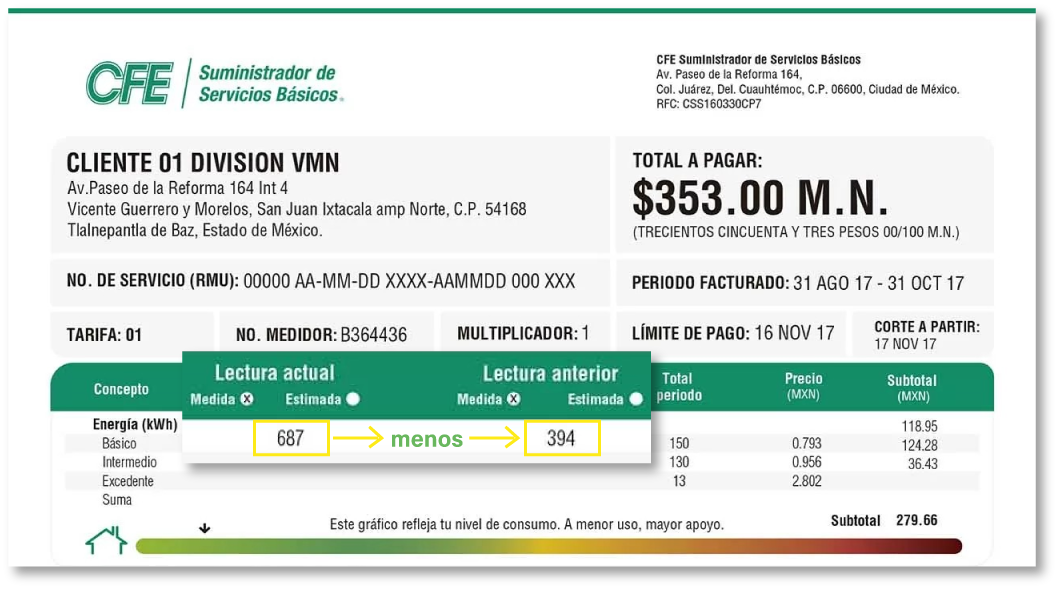 CFE
Suministrador de
Servicios Básicos.
CFE Suministrador de Servicios Básicos
Av. Paseo de la Reforma 164,
Col. Juárez, Del. Cuauhtémoc, C.P. 06600, Ciudad de México.
RFC: CSS160330CP7
CLIENTE 01 DIVISION VMN
Av.Paseo de la Reforma 164 Int 4
Vicente Guerrero y Morelos, San Juan Ixtacala amp Norte, C.P. 54168
Tlalnepantla de Baz, Estado de México.
TOTAL A PAGAR:
$353.00 M.N.
(TRECIENTOS CINCUENTA Y TRES PESOS 00/100 M.N.)
NO. DE SERVICIO (RMU): 00000 AA-MM-DD XXXX-AAMMDD 000 XXX
PERIODO FACTURADO: 31 AGO 17 - 31 OCT 17
TARIFA: 01
NO. MEDIDOR: B364436
MULTIPLICADOR: 1
LÍMITE DE PAGO: 16 NOV 17
CORTE A PARTIR:
17 NOV 17
Concepto
Lectura actual
Medida X Estimada
Lectura anterior
Medida X Estimada
Total
periodo
Precio
(MXN)
Subtotal
(MXN)
687 menos 394
Energía (kWh) 118.95
Básico 150 0.793 124.28
Intermedio 130 0.956 36.43
Excedente 13 2.802
Suma
Subtotal 279.66
Este gráfico refleja tu nivel de consumo. A menor uso, mayor apoyo.